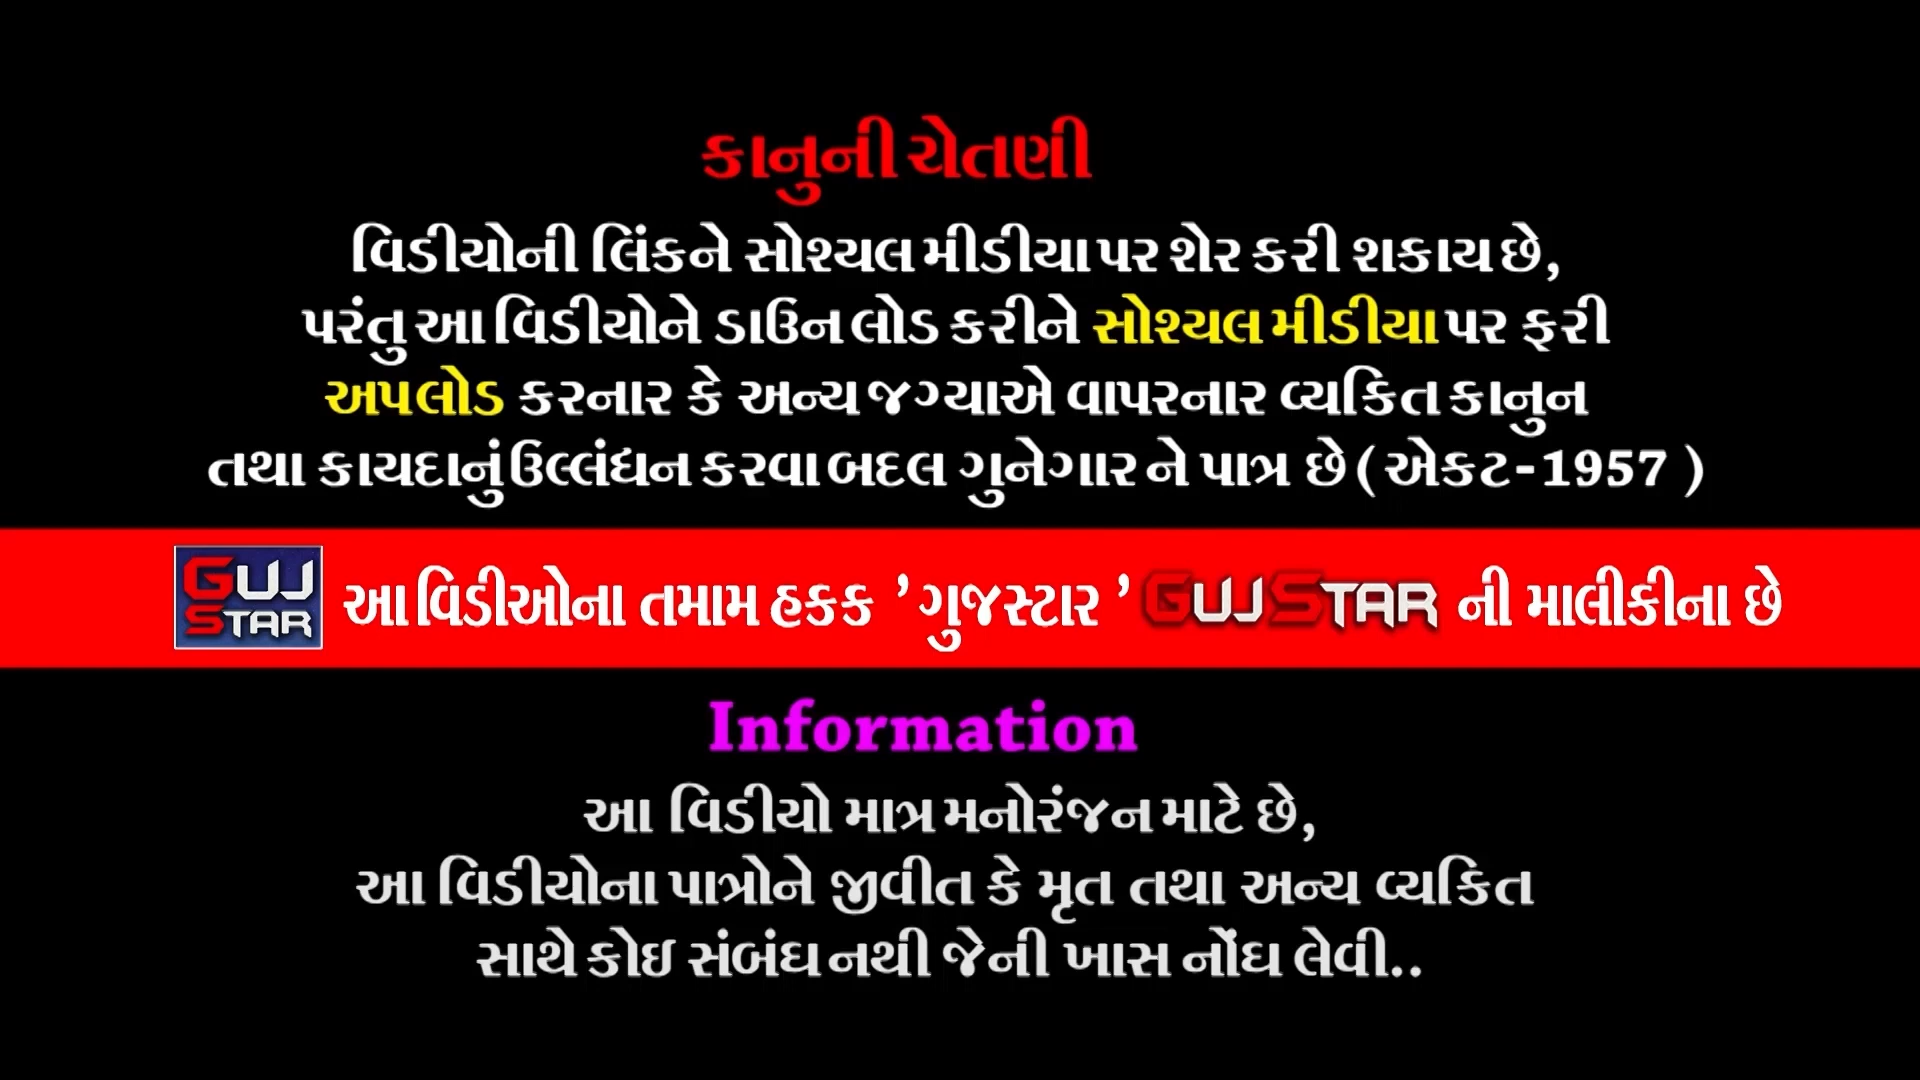 કાનુની ચેતણી
વિડીયોની લિંકને સોશ્યલ મીડીયા પર શેર કરી શકાય છે,
પરંતુ આ વિડીયોને ડાઉન લોડ કરીને સોશ્યલ મીડીયા પર ફરી
અપલોડ કરનાર કે અન્ય જગ્યાએ વાપરનાર વ્યકિત કાનુન
તથા કાયદાનું ઉલ્લંઘન કરવા બદલ ગુનેગાર ને પાત્ર છે ( એકટ-1957 )
GUJ STAR આ વિડીઓના તમામ હકક ' ગુજસ્ટાર ' GUJSTAR ની માલીકીના છે
Information
આ વિડીયો માત્ર મનોરંજન માટે છે,
આ વિડીયોના પાત્રોને જીવીત કે મૃત તથા અન્ય વ્યકિત
સાથે કોઇ સંબંઘ નથી જેની ખાસ નોંઘ લેવી..